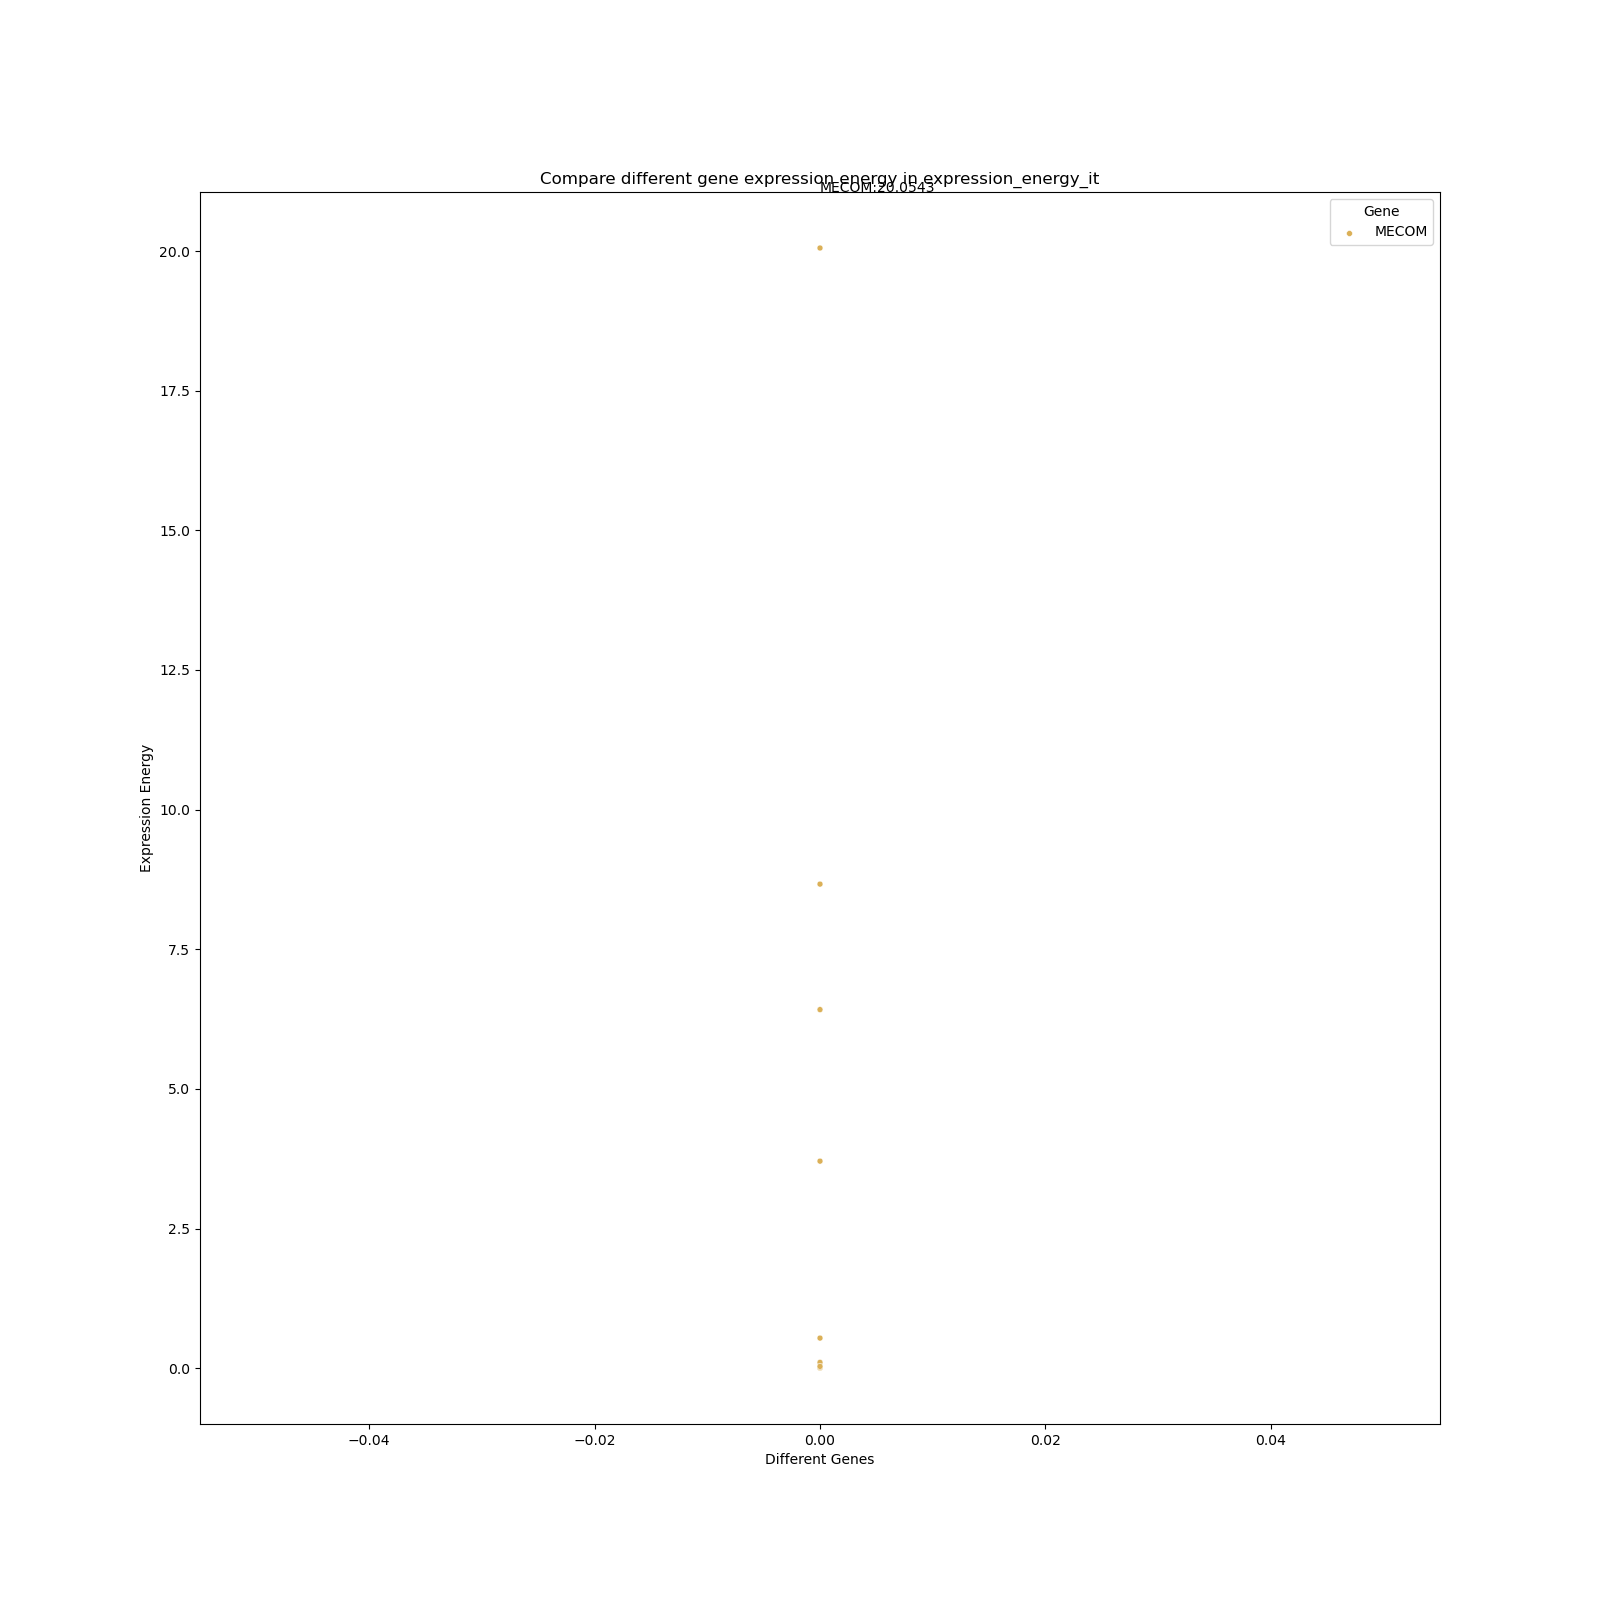 Compare different gene expression energy in expression_energy_it
MECOM:20.0543
Gene
MECOM
20.0
17.5
15.0
12.5
10.0
7.5
5.0
2.5
0.0
Expression Energy
−0.04
−0.02
0.00
0.02
0.04
Different Genes